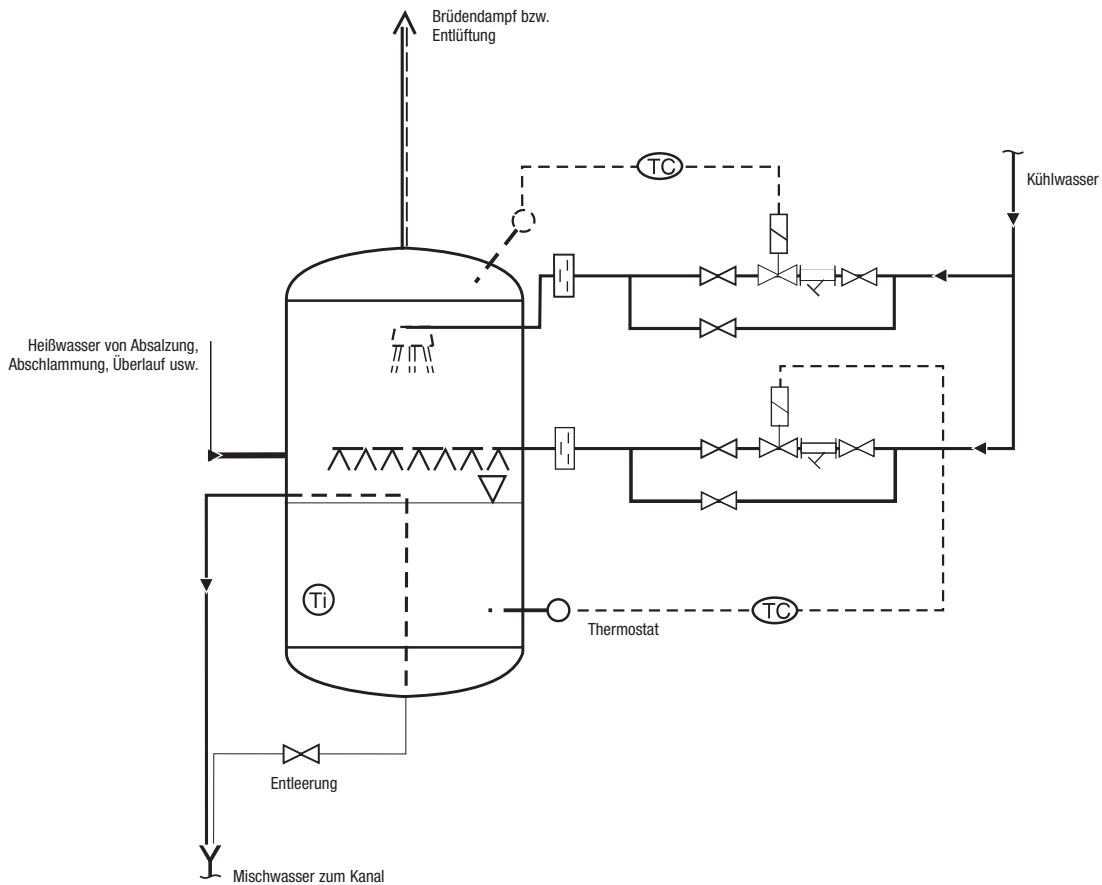 Brüdendampf bzw.
Entlüftung
TC
Kühlwasser
Heißwasser von Absalzung,
Abschlammung, Überlauf usw.
Ti
TC
Thermostat
Entleerung
Mischwasser zum Kanal